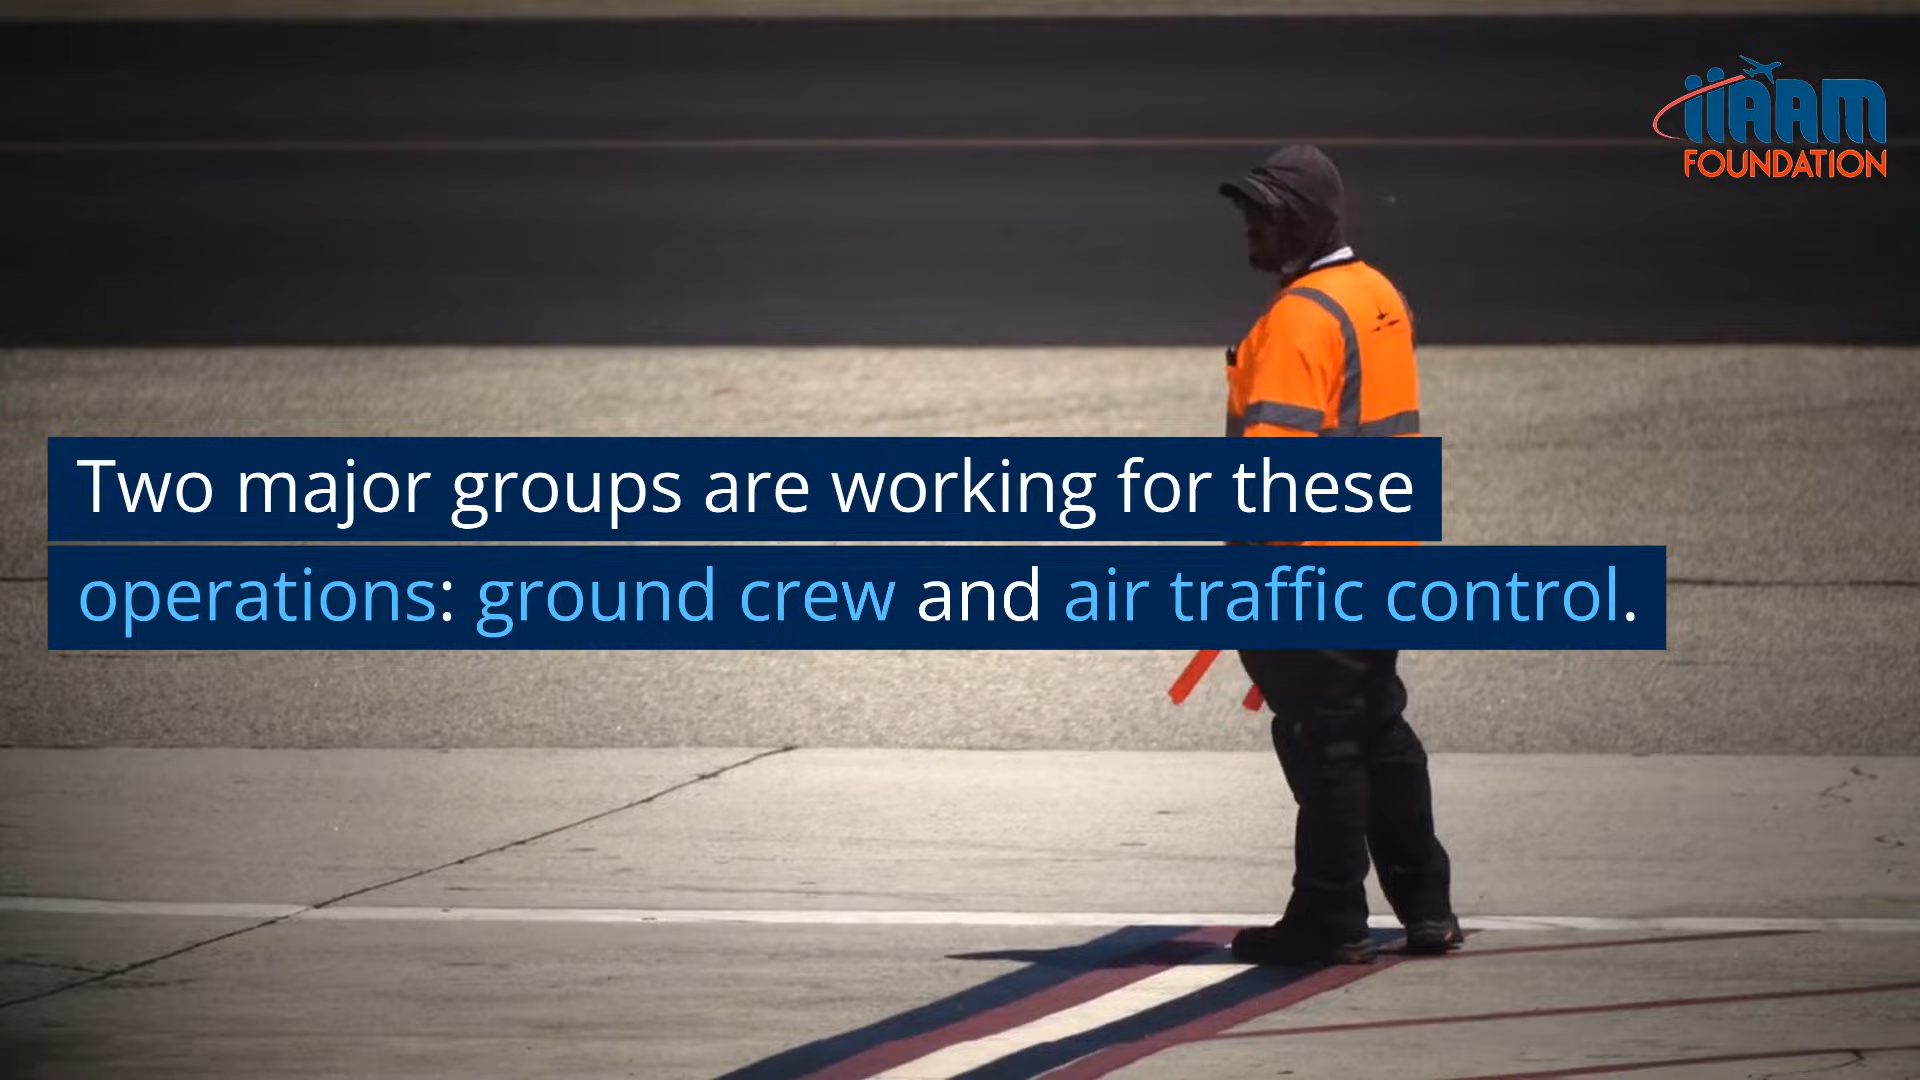 iiAAM
FOUNDATION
Two major groups are working for these
operations: ground crew and air traffic control.